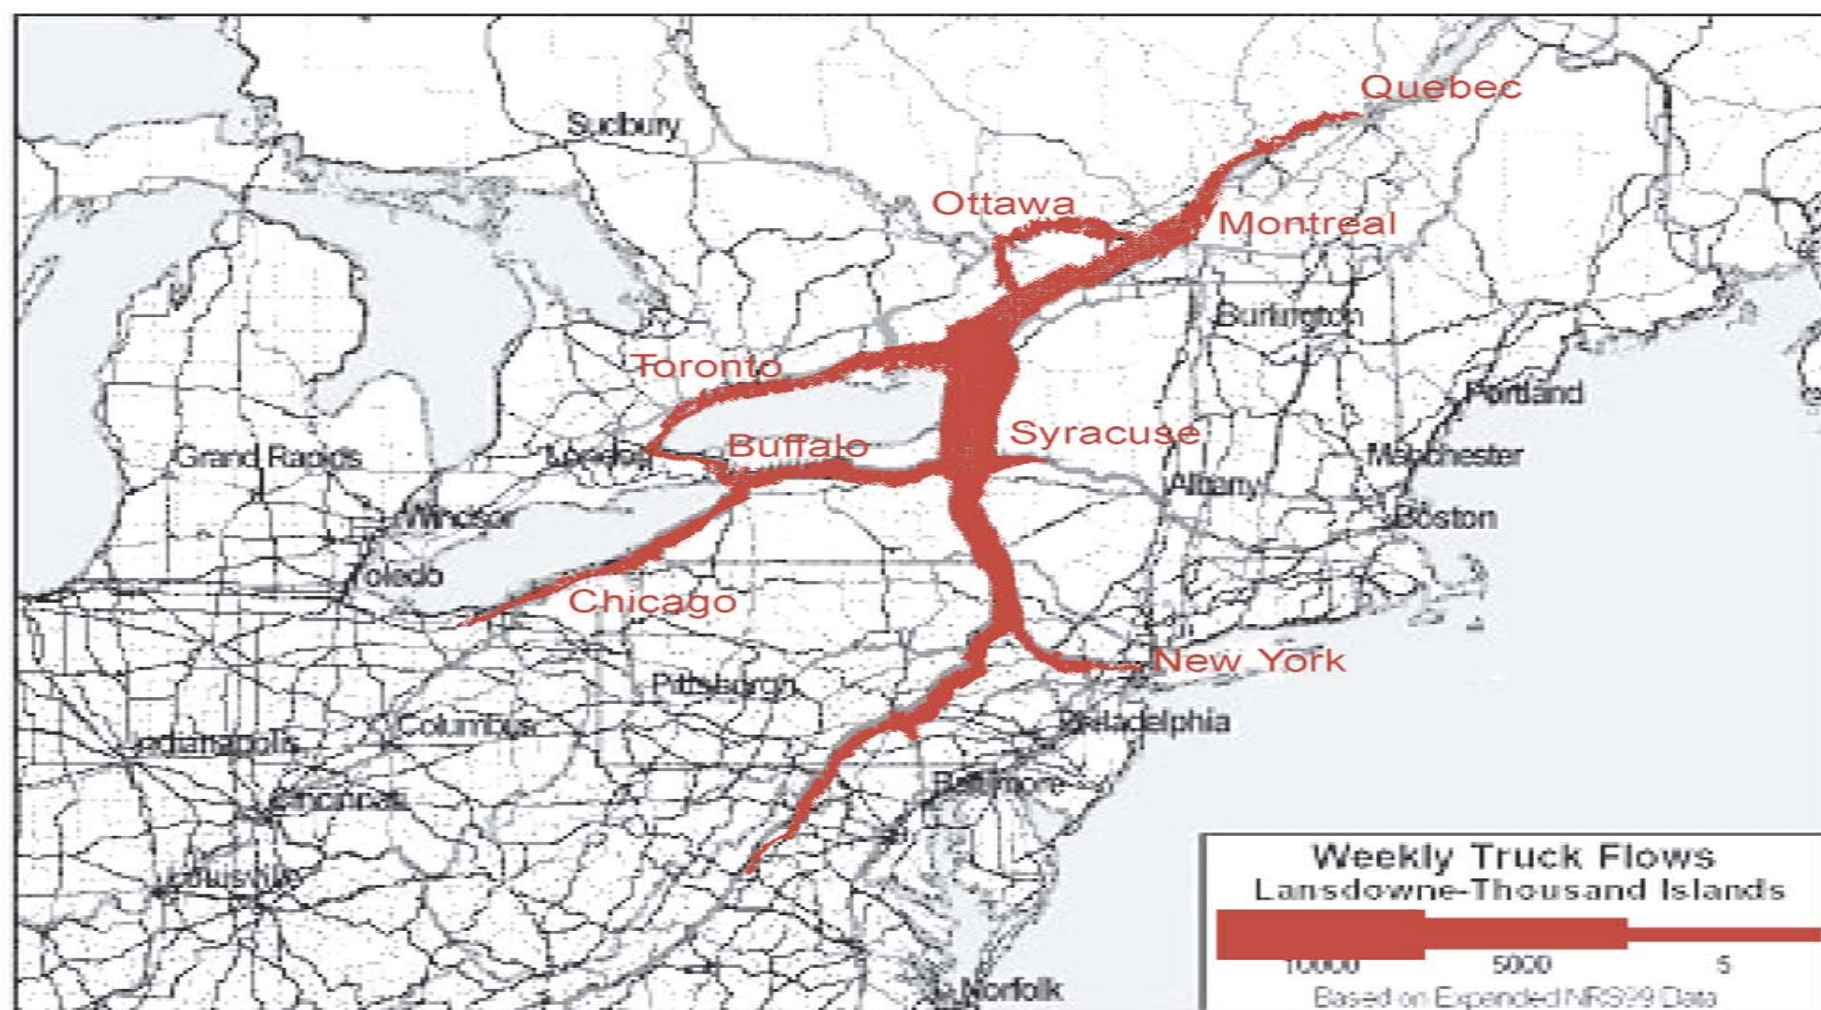 Quebec
Sudbury
Ottawa
Montreal
Burlington
Toronto
Portland
Syracuse
Buffalo
Grand Rapids
London
Manchester
Albany
Windsor
Boston
Toledo
Chicago
New York
Pittsburgh
Philadelphia
Columbus
Indianapolis
Baltimore
Cincinnati
Louisville
Norfolk
Weekly Truck Flows
Lansdowne-Thousand Islands
10000 5000 5
Based on Expanded NRS99 Data